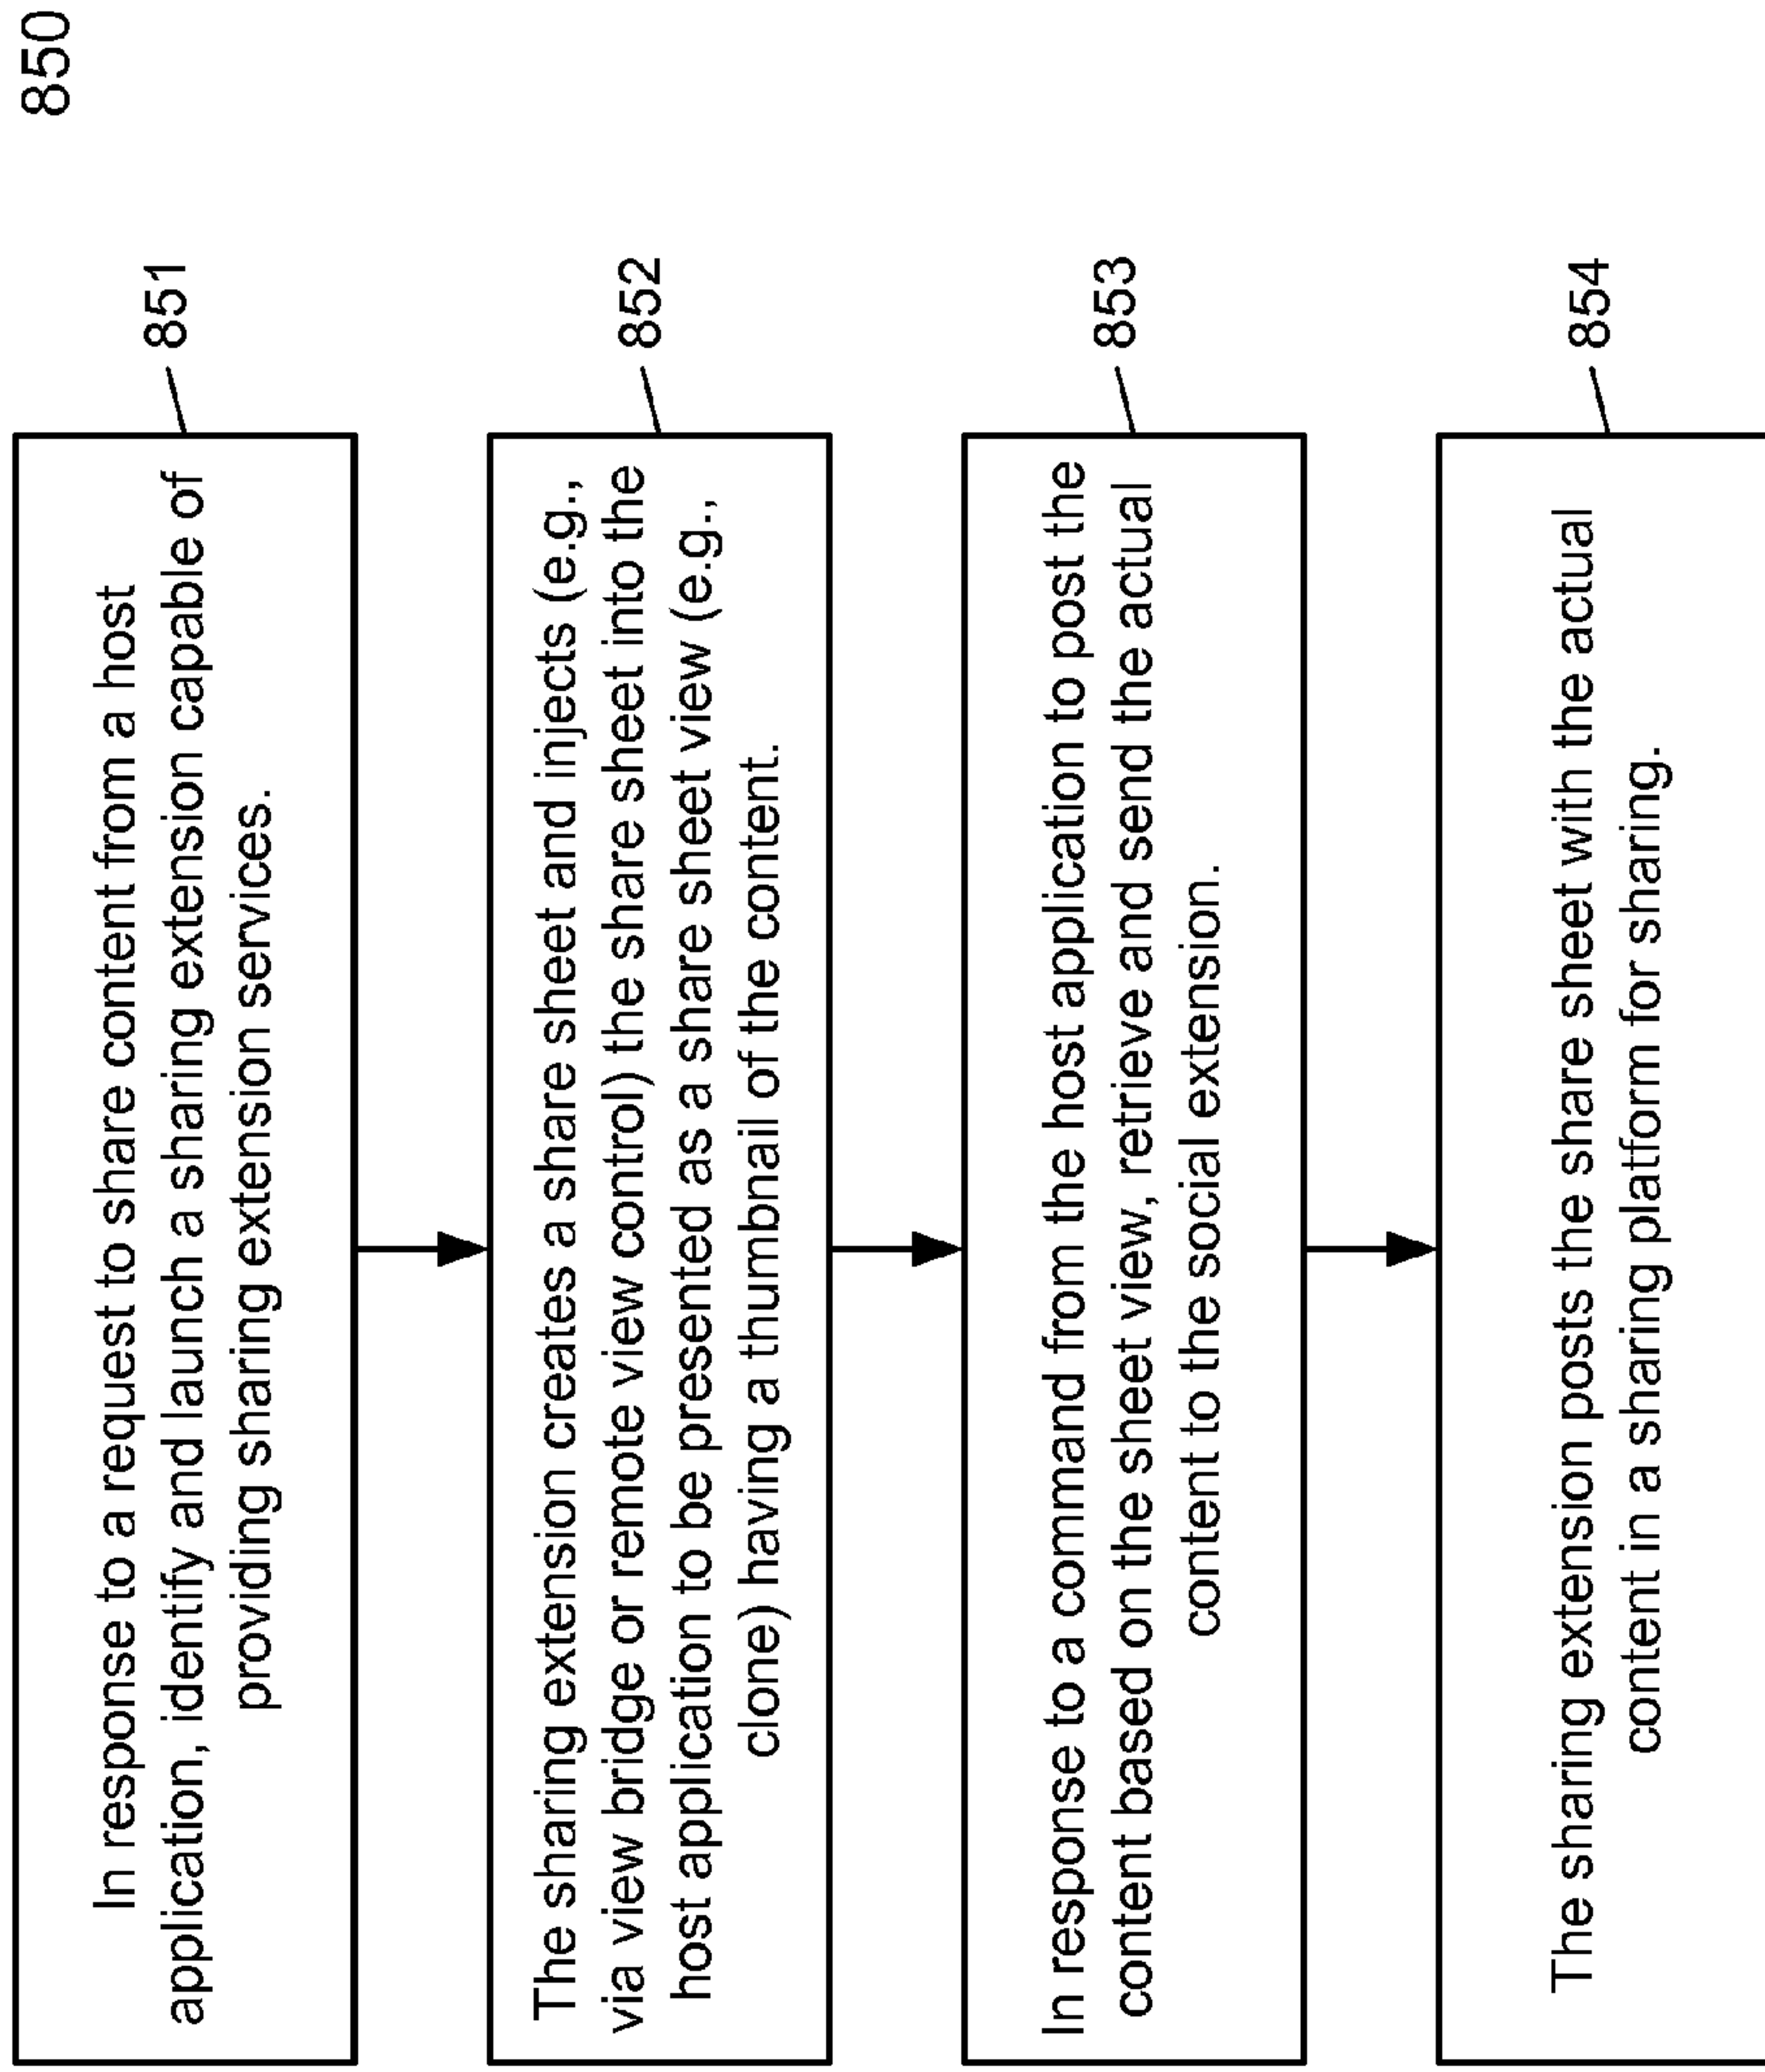 850
In response to a request to share content from a host
application, identify and launch a sharing extension capable of
providing sharing extension services.
851
The sharing extension creates a share sheet and injects (e.g.,
via view bridge or remote view control) the share sheet into the
host application to be presented as a share sheet view (e.g.,
clone) having a thumbnail of the content.
852
In response to a command from the host application to post the
content based on the sheet view, retrieve and send the actual
content to the social extension.
853
The sharing extension posts the share sheet with the actual
content in a sharing platform for sharing.
854